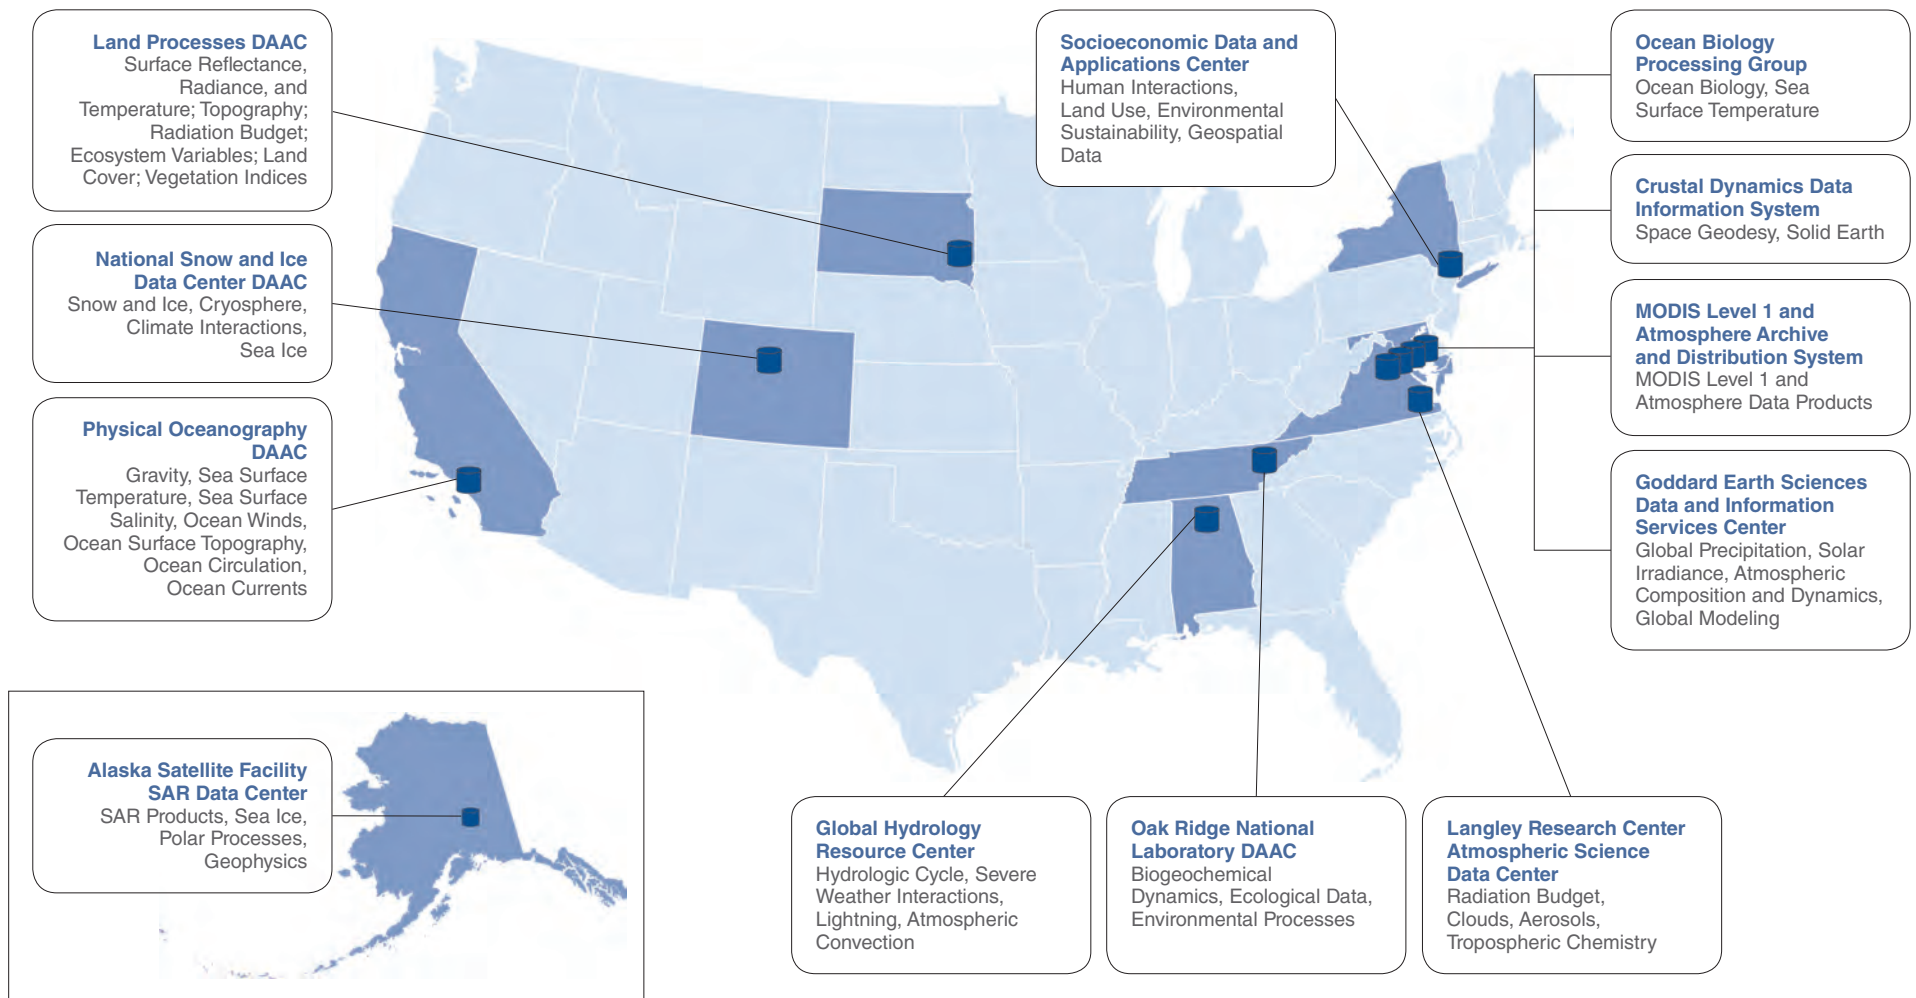 Land Processes DAAC
Surface Reflectance,
Radiance, and
Temperature; Topography;
Radiation Budget;
Ecosystem Variables; Land
Cover; Vegetation Indices
National Snow and Ice
Data Center DAAC
Snow and Ice, Cryosphere,
Climate Interactions,
Sea Ice
Physical Oceanography
DAAC
Gravity, Sea Surface
Temperature, Sea Surface
Salinity, Ocean Winds,
Ocean Surface Topography,
Ocean Circulation,
Ocean Currents
Alaska Satellite Facility
SAR Data Center
SAR Products, Sea Ice,
Polar Processes,
Geophysics
Socioeconomic Data and
Applications Center
Human Interactions,
Land Use, Environmental
Sustainability, Geospatial
Data
Ocean Biology
Processing Group
Ocean Biology, Sea
Surface Temperature
Crustal Dynamics Data
Information System
Space Geodesy, Solid Earth
MODIS Level 1 and
Atmosphere Archive
and Distribution System
MODIS Level 1 and
Atmosphere Data Products
Goddard Earth Sciences
Data and Information
Services Center
Global Precipitation, Solar
Irradiance, Atmospheric
Composition and Dynamics,
Global Modeling
Global Hydrology
Resource Center
Hydrologic Cycle, Severe
Weather Interactions,
Lightning, Atmospheric
Convection
Oak Ridge National
Laboratory DAAC
Biogeochemical
Dynamics, Ecological Data,
Environmental Processes
Langley Research Center
Atmospheric Science
Data Center
Radiation Budget,
Clouds, Aerosols,
Tropospheric Chemistry